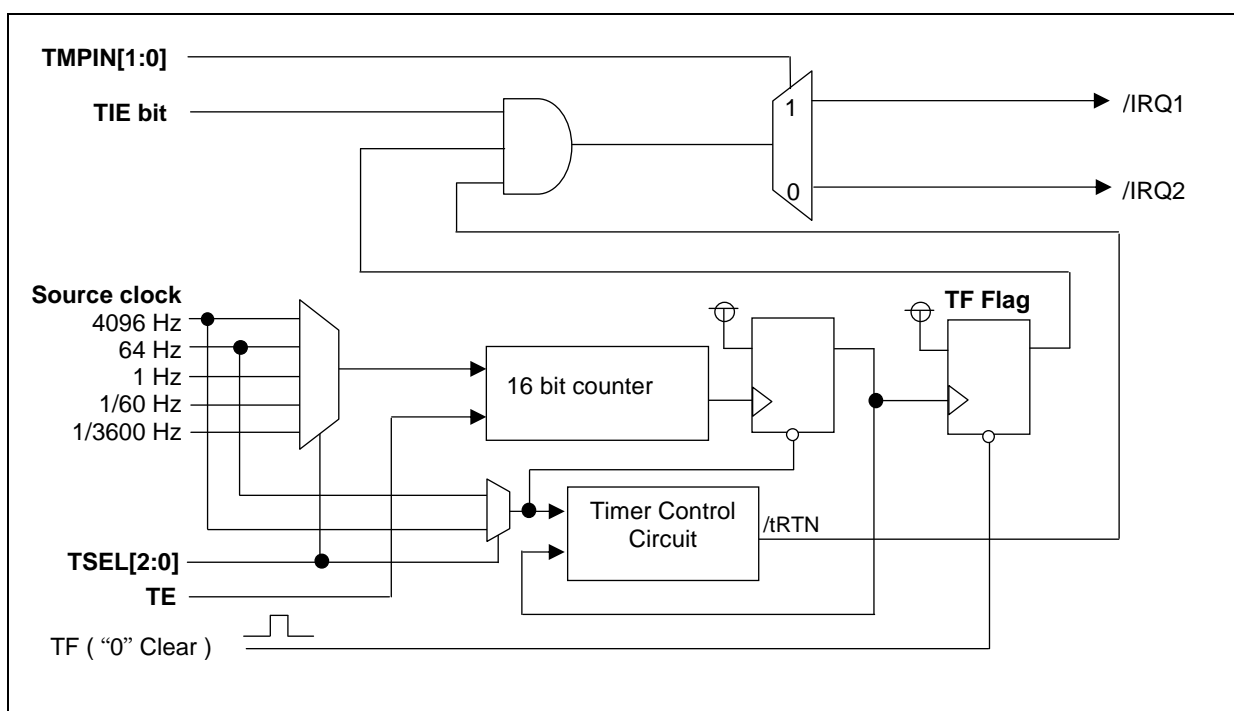 TMPIN[1:0]
TIE bit
1
0
/IRQ1
/IRQ2
Source clock
4096 Hz
64 Hz
1 Hz
1/60 Hz
1/3600 Hz
16 bit counter
TF Flag
Timer Control
Circuit
/tRTN
TSEL[2:0]
TE
TF ( “0” Clear )